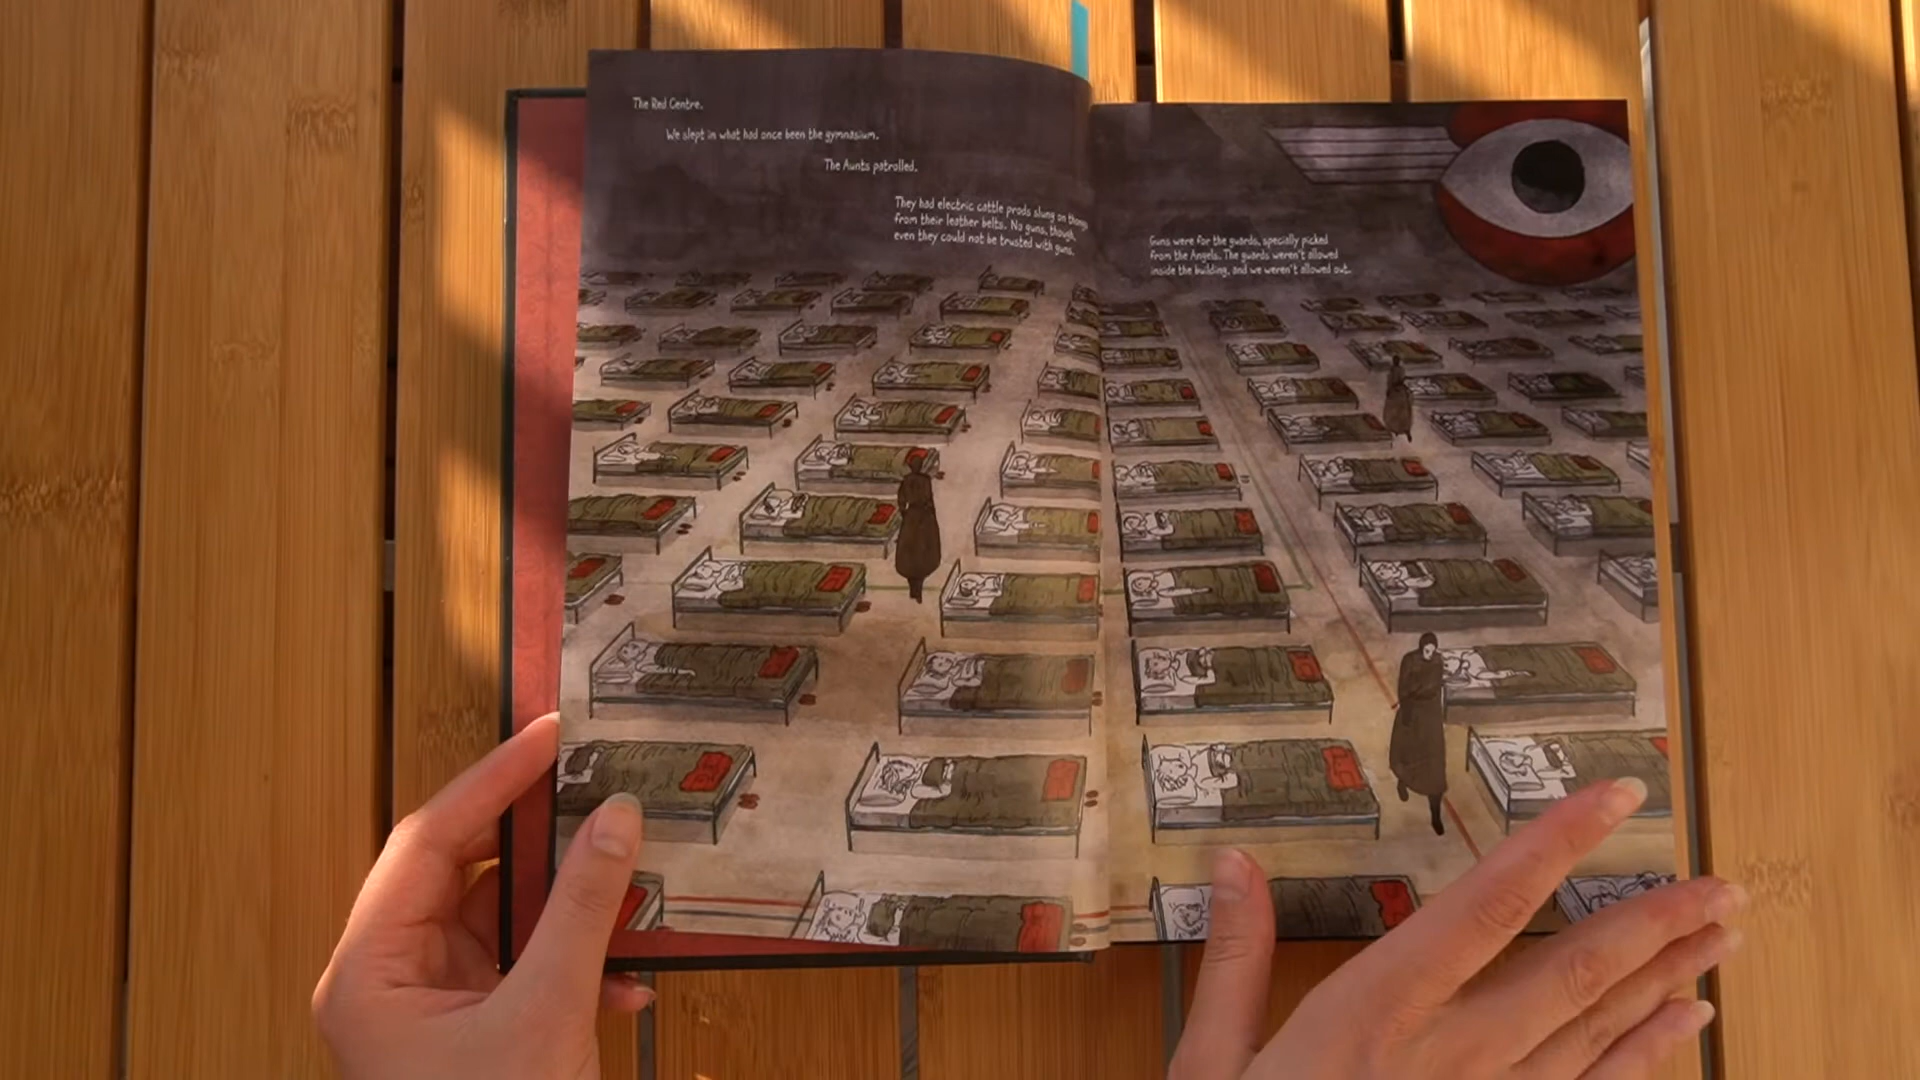 The Red Centre.
We slept in what had once been the gymnasium.
The Aunts patrolled.
They had electric cattle prods slung on thongs
from their leather belts. No guns, though,
even they could not be trusted with guns.
Guns were for the guards, specially picked
from the Angels. The guards weren't allowed
inside the building, and we weren't allowed out.